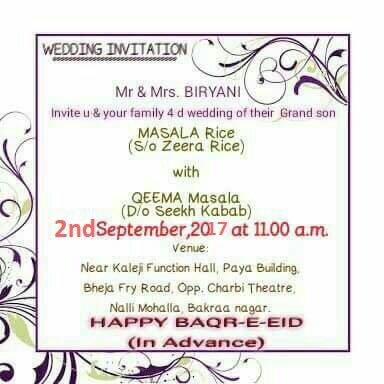 WEDDING INVITATION
Mr & Mrs. BIRYANI
Invite u & your family 4 d wedding of their Grand son
MASALA Rice
(S/o Zeera Rice)
with
QEEMA Masala
(D/o Seekh Kabab)
2nd September,2017 at 11.00 a.m.
Venue:
Near Kaleji Function Hall, Paya Building,
Bheja Fry Road, Opp. Charbi Theatre,
Nalli Mohalla, Bakraa nagar.
HAPPY BAQR-E-EID
(In Advance)